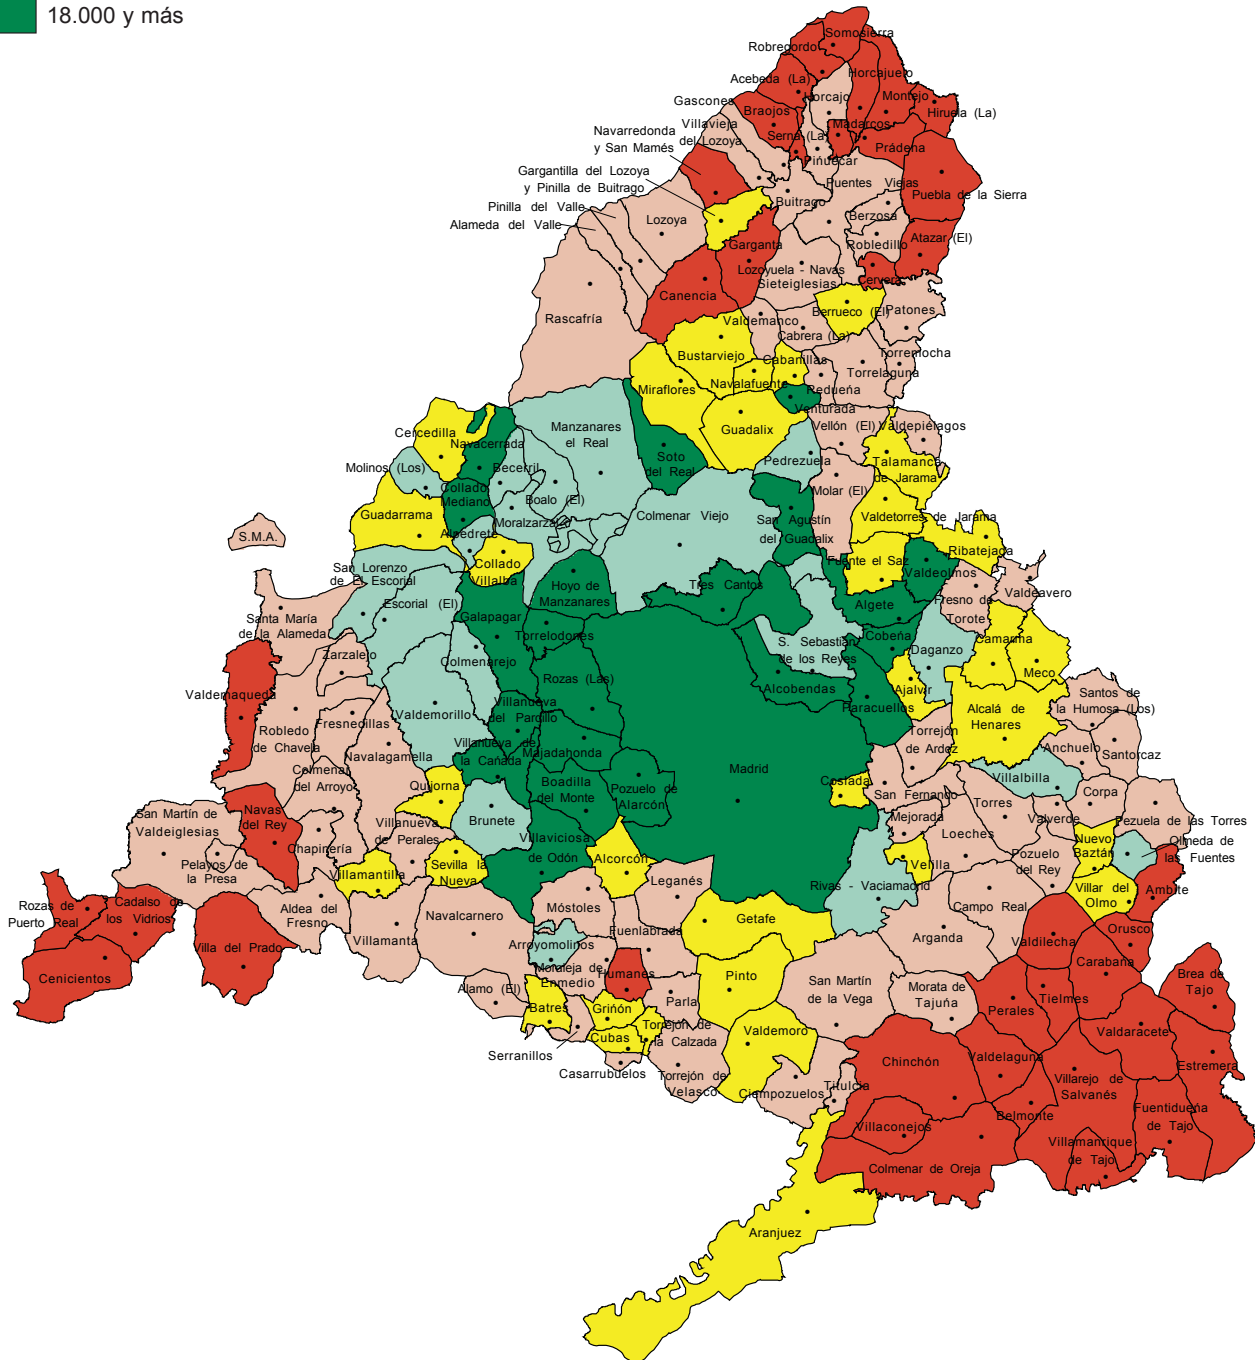 18.000 y más
Somosierra
Robregordo
Acebeda (La)
Horcajuelo
Horcajo
Montejo
Gascones
Braojos
Hiruela (La)
Villavieja
del Lozoya
Madarcos
Serna (La)
Navarredonda
y San Mamés
Prádena
Piñuecar
Gargantilla del Lozoya
y Pinilla de Buitrago
Puentes Viejas
Puebla de la Sierra
Buitrago
Pinilla del Valle
Alameda del Valle
Lozoya
Berzosa
Robledillo
Atazar (El)
Garganta
Lozoyuela - Navas
Sieteiglesias
Cervera
Canencia
Rascafría
Berrueco (El)
Patones
Valdemanco
Cabrera (La)
Bustarviejo
Cabanillas
Torremocha
Torrelaguna
Miraflores
Navalafuente
Redueña
Venturada
Guadalix
Vellón (El)
Valdepiélagos
Manzanares
el Real
Cercedilla
Navacerrada
Soto
del Real
Pedrezuela
Talamanca
de Jarama
Molinos (Los)
Becerril
Collado
Mediano
Boalo (El)
Molar (El)
Guadarrama
Moralzarzal
Colmenar Viejo
San Agustín
del Guadalix
Valdetorres de Jarama
S.M.A.
Alpedrete
Ribatejada
San Lorenzo
de El Escorial
Collado
Villalba
Fuente el Saz
Valdeolmos
Hoyo de
Manzanares
Tres Cantos
Valdeavero
Escorial (El)
Algete
Fresno de
Torote
Santa María
de la Alameda
Galapagar
Torrelodones
Cobeña
Camarma
S. Sebastián
de los Reyes
Daganzo
Zarzalejo
Colmenarejo
Meco
Rozas (Las)
Alcobendas
Ajalvir
Valdemaqueda
Valdemorillo
Villanueva
del Pardillo
Paracuellos
Santos de
la Humosa (Los)
Alcalá de
Henares
Robledo
de Chavela
Fresnedillas
Torrejón
de Ardoz
Navalagamella
Villanueva de
la Cañada
Majadahonda
Anchuelo
Santorcaz
Colmenar
del Arroyo
Madrid
Villalbilla
Quijorna
Boadilla
del Monte
Pozuelo de
Alarcón
Coslada
San Fernando
Corpa
Navas
del Rey
San Martín de
Valdeiglesias
Brunete
Mejorada
Torres
Valverde
Pezuela de las Torres
Villanueva
de Perales
Villaviciosa
de Odón
Loeches
Nuevo
Baztán
Olmeda de
las Fuentes
Chapinería
Pelayos de
la Presa
Sevilla la
Nueva
Alcorcón
Velilla
Pozuelo
del Rey
Villamantilla
Leganés
Rivas - Vaciamadrid
Villar del
Olmo
Ambite
Rozas de
Puerto Real
Cadalso de
los Vidrios
Aldea del
Fresno
Navalcarnero
Móstoles
Getafe
Campo Real
Orusco
Fuenlabrada
Villa del Prado
Villamanta
Arroyomolinos
Arganda
Valdilecha
Carabaña
Cenicientos
Moraleja de
Enmedio
Humanes
Pinto
San Martín
de la Vega
Brea de
Tajo
Alamo (El)
Morata de
Tajuña
Tielmes
Parla
Perales
Batres
Griñón
Torrejón de
la Calzada
Valdemoro
Valdaracete
Cubas
Serranillos
Chinchón
Valdelaguna
Estremera
Casarrubuelos
Torrejón de
Velasco
Ciempozuelos
Titulcia
Villarejo de
Salvanés
Belmonte
Fuentidueña
de Tajo
Villaconejos
Villamanrique
de Tajo
Colmenar de Oreja
Aranjuez